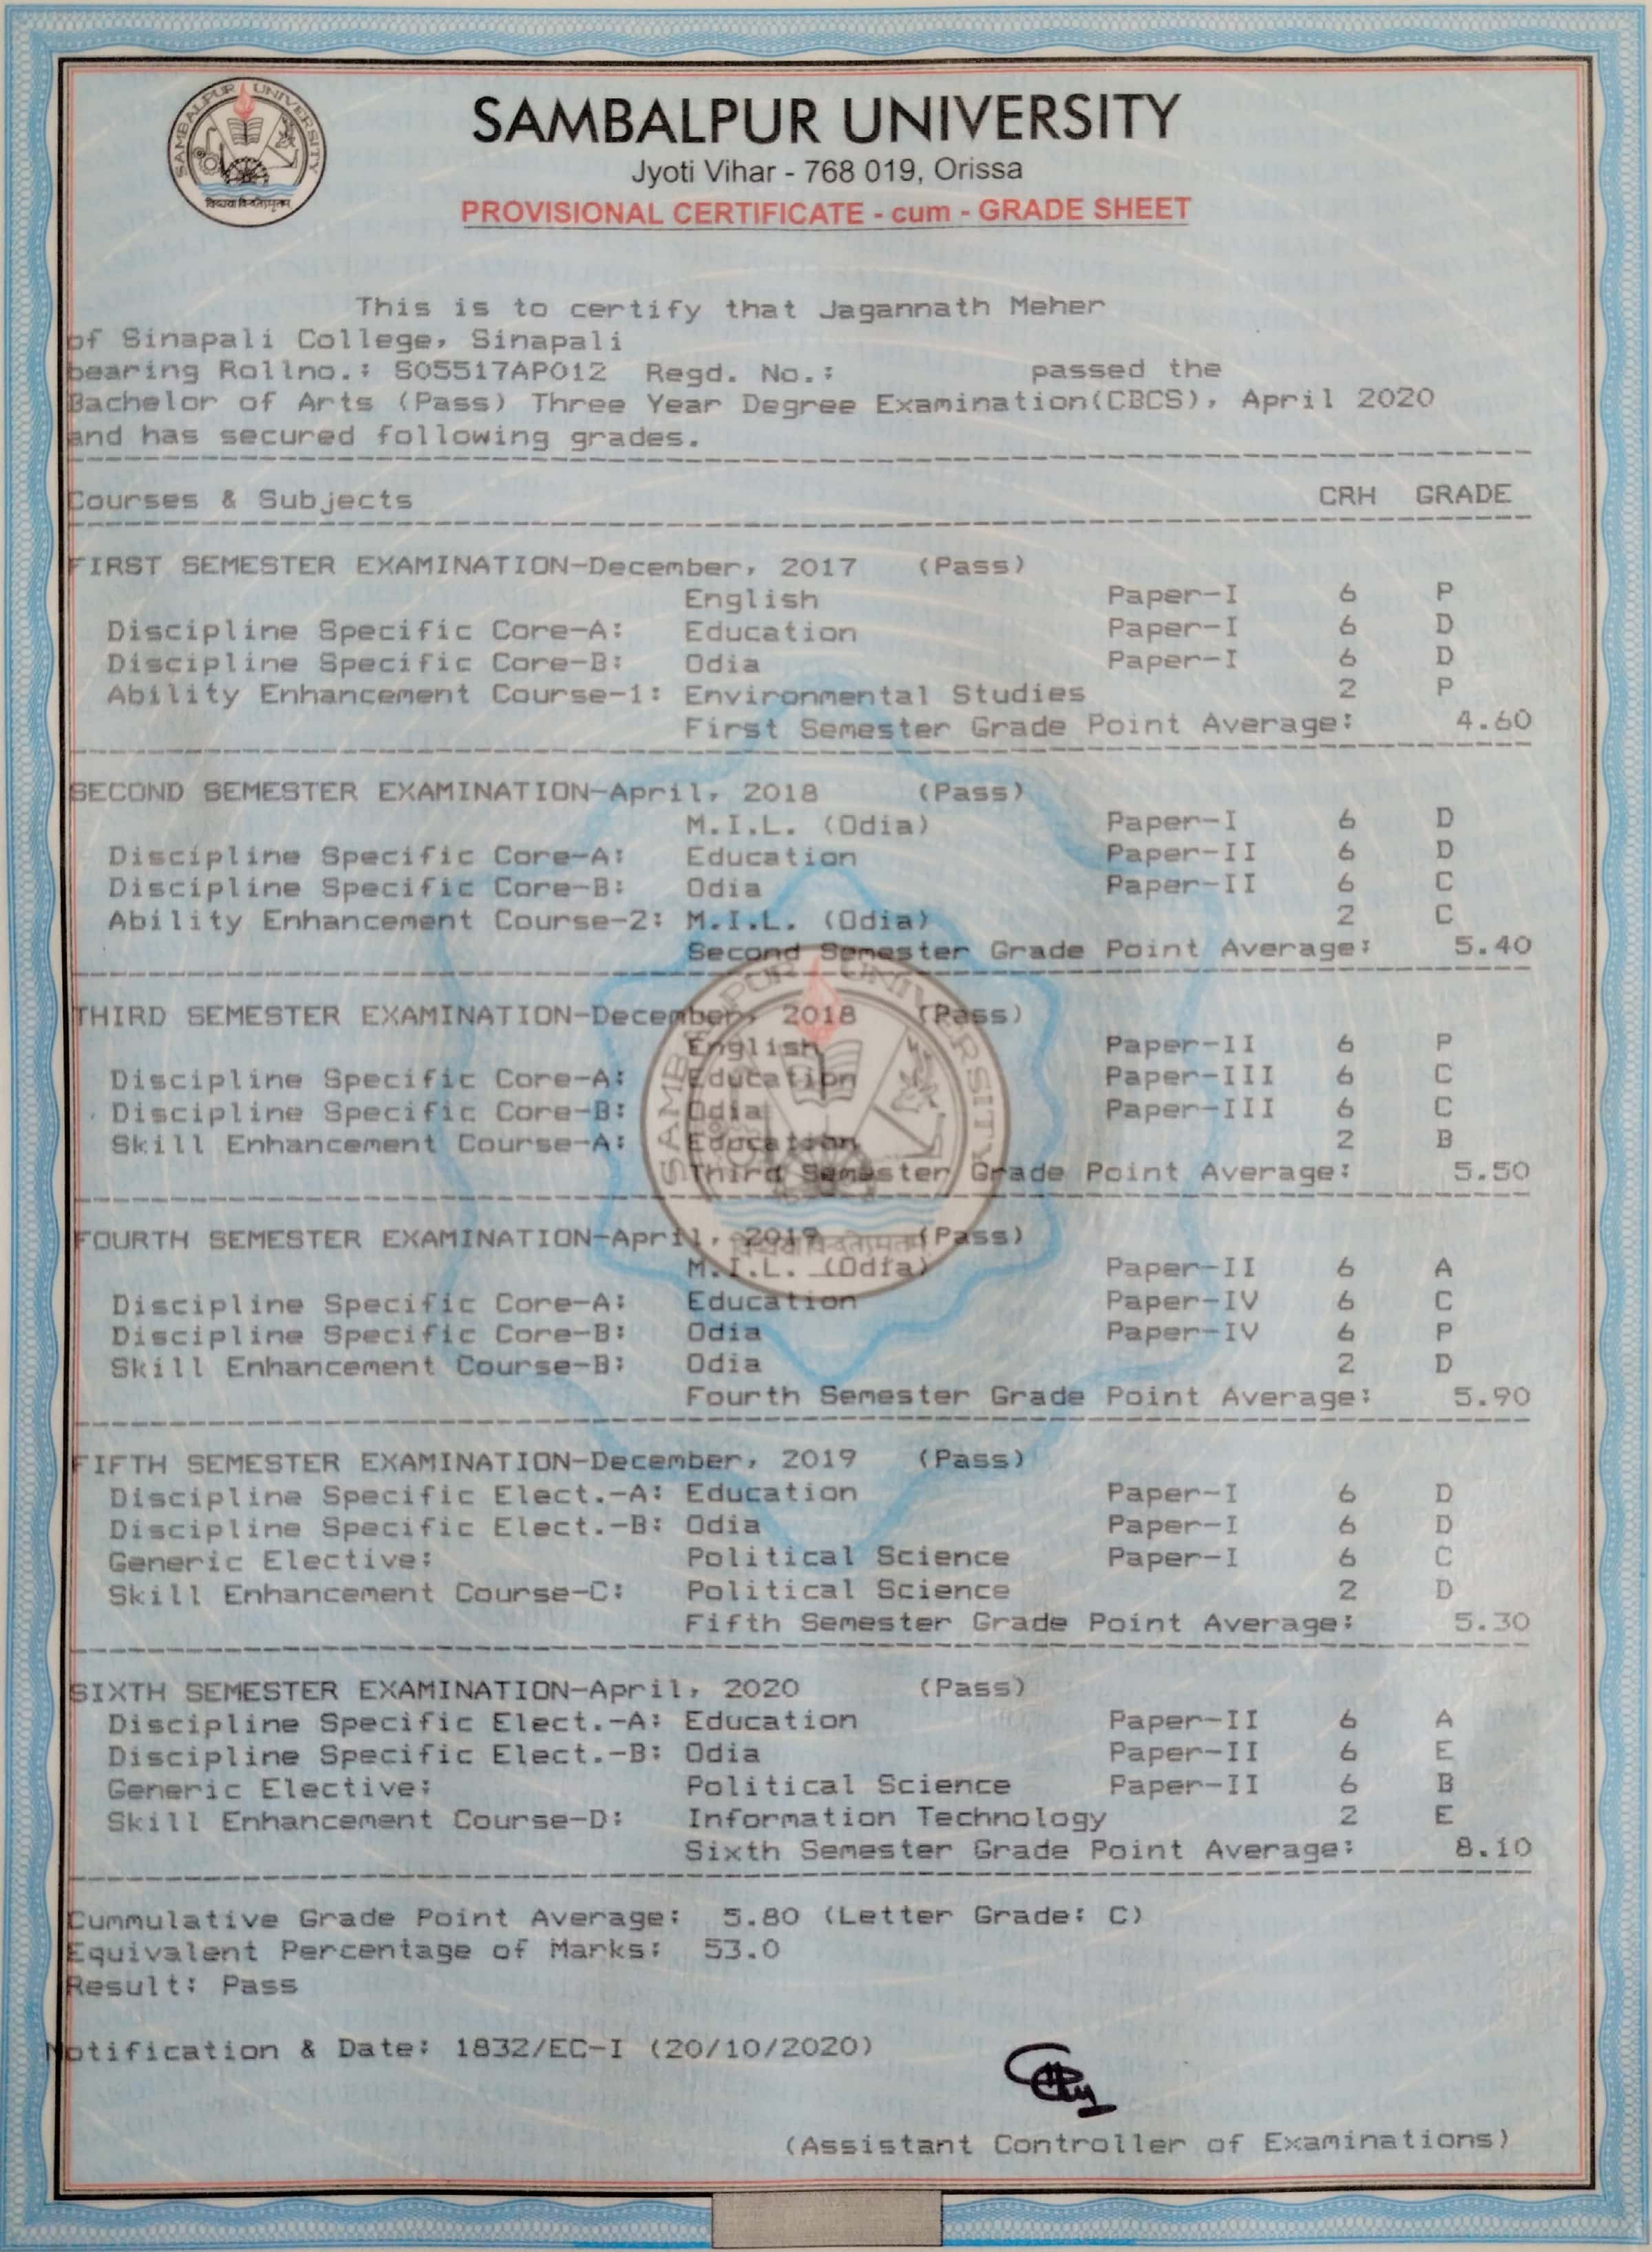 SAMBALPUR UNIVERSITY
SAMBALPUR UNIVERSITY
Jyoti Vihar - 768 019, Orissa
PROVISIONAL CERTIFICATE - cum - GRADE SHEET
This is to certify that Jagannath Meher
of Sinapali College, Sinapali
bearing Rollno.: S05517AP012 Regd. No.: passed the
Bachelor of Arts (Pass) Three Year Degree Examination(CBCS), April 2020
and has secured following grades.
Courses & Subjects CRH GRADE
FIRST SEMESTER EXAMINATION-December, 2017 (Pass)
English Paper-I 6 P
Discipline Specific Core-A: Education Paper-I 6 D
Discipline Specific Core-B: Odia Paper-I 6 D
Ability Enhancement Course-1: Environmental Studies 2 P
First Semester Grade Point Average: 4.60
SECOND SEMESTER EXAMINATION-April, 2018 (Pass)
M.I.L. (Odia) Paper-I 6 D
Discipline Specific Core-A: Education Paper-II 6 D
Discipline Specific Core-B: Odia Paper-II 6 C
Ability Enhancement Course-2: M.I.L. (Odia) 2 C
Second Semester Grade Point Average: 5.40
THIRD SEMESTER EXAMINATION-December, 2018 (Pass)
English Paper-II 6 P
Discipline Specific Core-A: Education Paper-III 6 C
Discipline Specific Core-B: Odia Paper-III 6 C
Skill Enhancement Course-A: Education 2 B
Third Semester Grade Point Average: 5.50
SAMBALPUR UNIVERSITY
FOURTH SEMESTER EXAMINATION-April, 2019 (Pass)
M.I.L. (Odia) Paper-II 6 A
Discipline Specific Core-A: Education Paper-IV 6 C
Discipline Specific Core-B: Odia Paper-IV 6 P
Skill Enhancement Course-B: Odia 2 D
Fourth Semester Grade Point Average: 5.90
FIFTH SEMESTER EXAMINATION-December, 2019 (Pass)
Discipline Specific Elect.-A: Education Paper-I 6 D
Discipline Specific Elect.-B: Odia Paper-I 6 D
Generic Elective: Political Science Paper-I 6 C
Skill Enhancement Course-C: Political Science 2 D
Fifth Semester Grade Point Average: 5.30
SIXTH SEMESTER EXAMINATION-April, 2020 (Pass)
Discipline Specific Elect.-A: Education Paper-II 6 A
Discipline Specific Elect.-B: Odia Paper-II 6 E
Generic Elective: Political Science Paper-II 6 B
Skill Enhancement Course-D: Information Technology 2 E
Sixth Semester Grade Point Average: 8.10
Cummulative Grade Point Average: 5.80 (Letter Grade: C)
Equivalent Percentage of Marks: 53.0
Result: Pass
Notification & Date: 1832/EC-I (20/10/2020)
(Assistant Controller of Examinations)